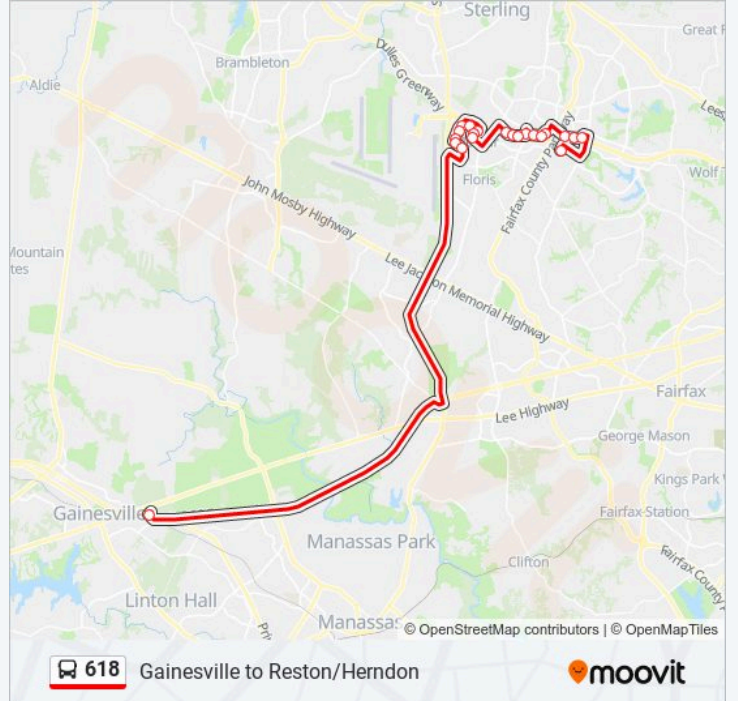 Sterling
Great F
Aldie
Brambleton
Dulles Greenway
Lees
Fairfax County Parkway
Floris
Wolf T
John Mosby Highway
Mountain
tes
Lee Jackson Memorial Highway
Fairfax
Lee Highway
George Mason
Kings Park
Gainesville
Fairfax Station
Manassas Park
Fairfax County P
Clifton
Linton Hall
Manassas
Pri
© OpenStreetMap contributors | © OpenMapTiles
618 Gainesville to Reston/Herndon
moovit